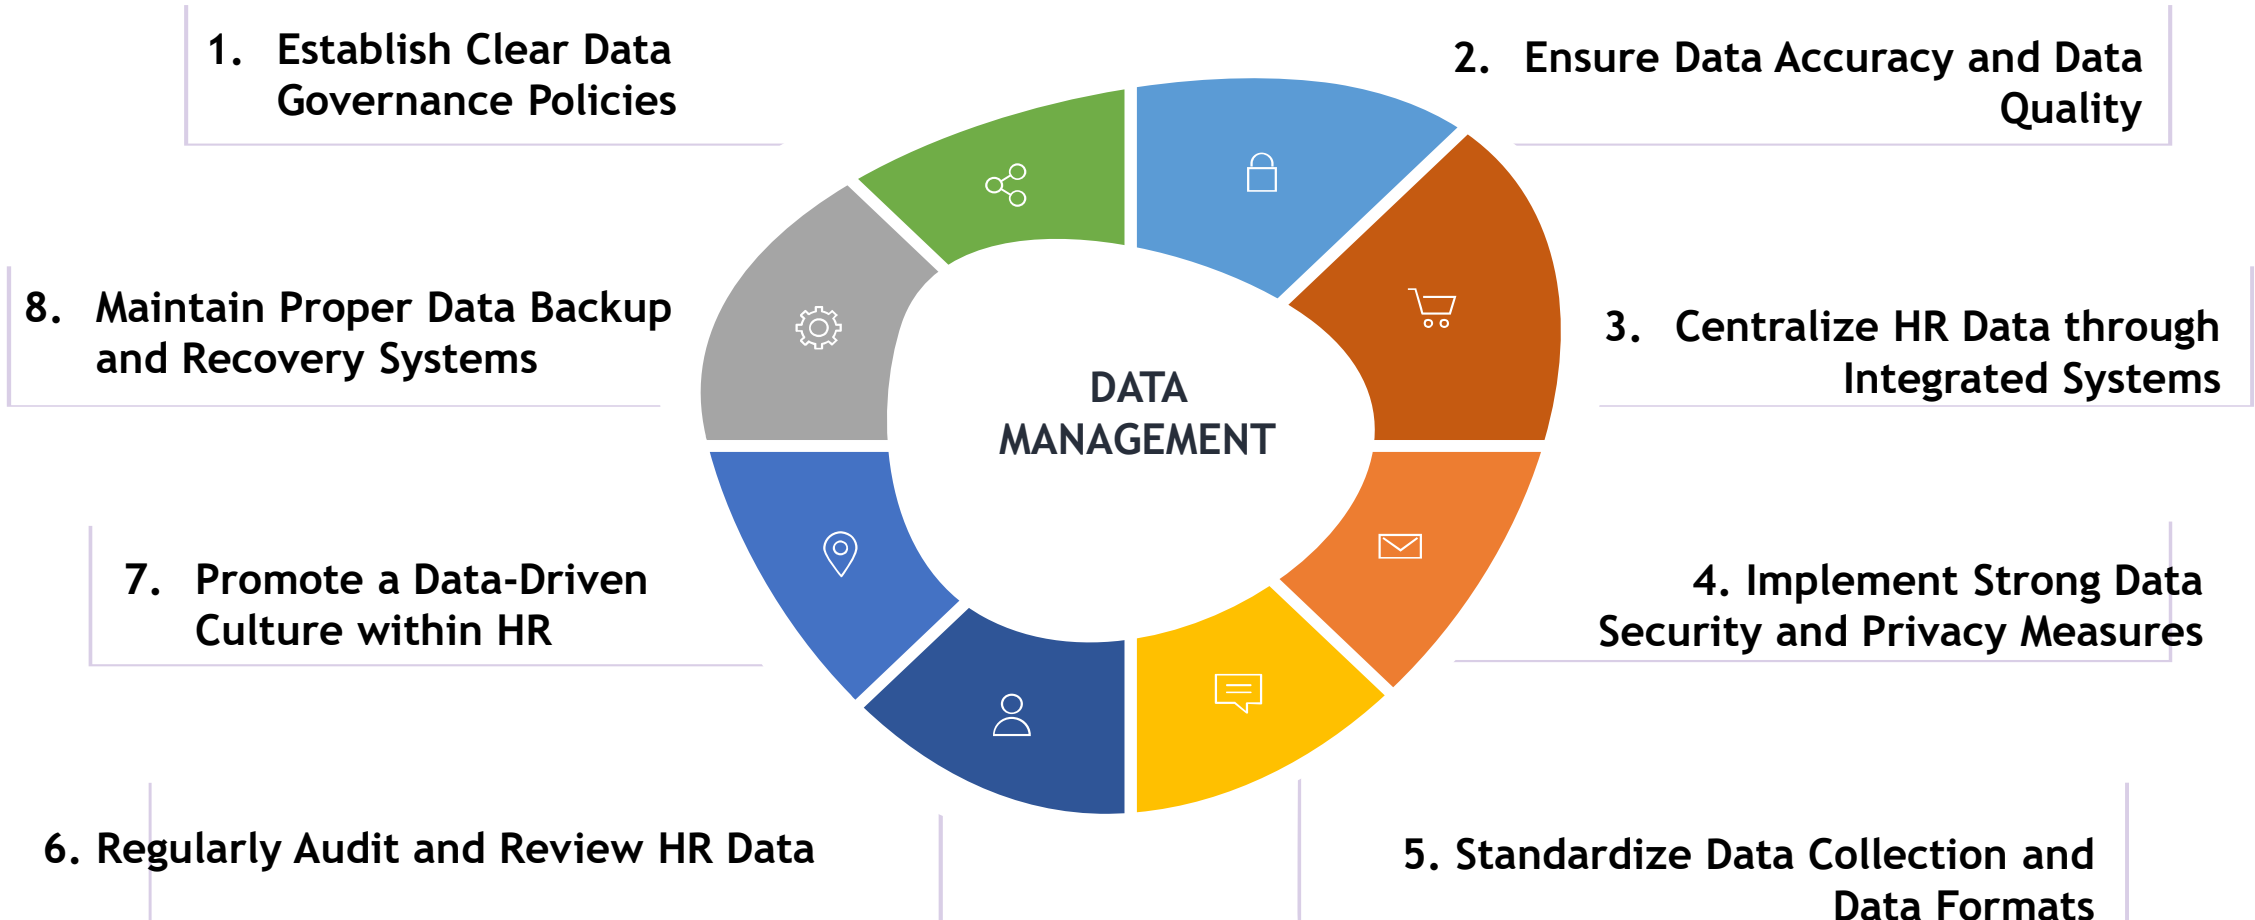 1. Establish Clear Data
Governance Policies
2. Ensure Data Accuracy and Data
Quality
3. Centralize HR Data through
Integrated Systems
4. Implement Strong Data
Security and Privacy Measures
5. Standardize Data Collection and
Data Formats
6. Regularly Audit and Review HR Data
7. Promote a Data-Driven
Culture within HR
8. Maintain Proper Data Backup
and Recovery Systems
DATA
MANAGEMENT